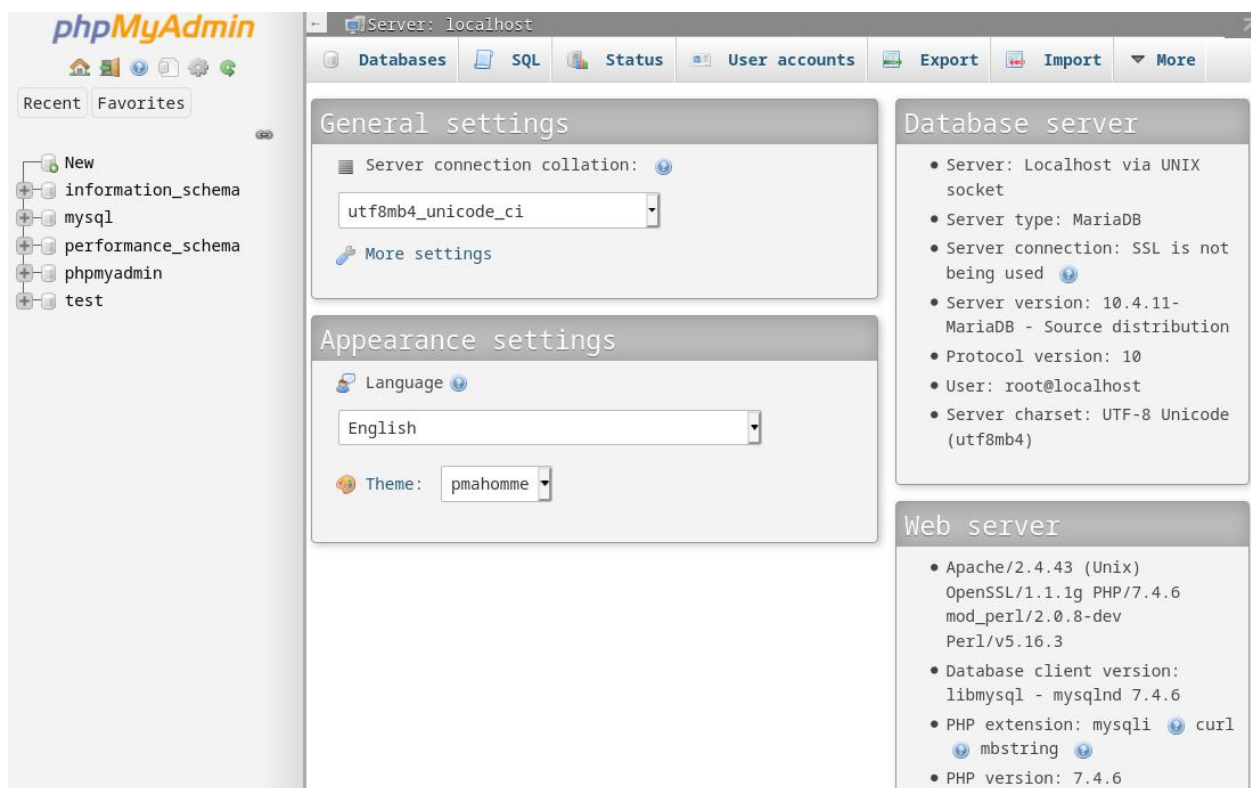 phpMyAdmin
Recent Favorites
New
information_schema
mysql
performance_schema
phpmyadmin
test
Server: localhost
Databases SQL Status User accounts Export Import More
General settings
Server connection collation:
utf8mb4_unicode_ci
More settings
Appearance settings
Language
English
Theme: pmahomme
Database server
Server: Localhost via UNIX
socket
Server type: MariaDB
Server connection: SSL is not
being used
Server version: 10.4.11-
MariaDB - Source distribution
Protocol version: 10
User: root@localhost
Server charset: UTF-8 Unicode
(utf8mb4)
Web server
Apache/2.4.43 (Unix)
OpenSSL/1.1.1g PHP/7.4.6
mod_perl/2.0.8-dev
Perl/v5.16.3
Database client version:
libmysql - mysqlnd 7.4.6
PHP extension: mysqli curl
mbstring
PHP version: 7.4.6